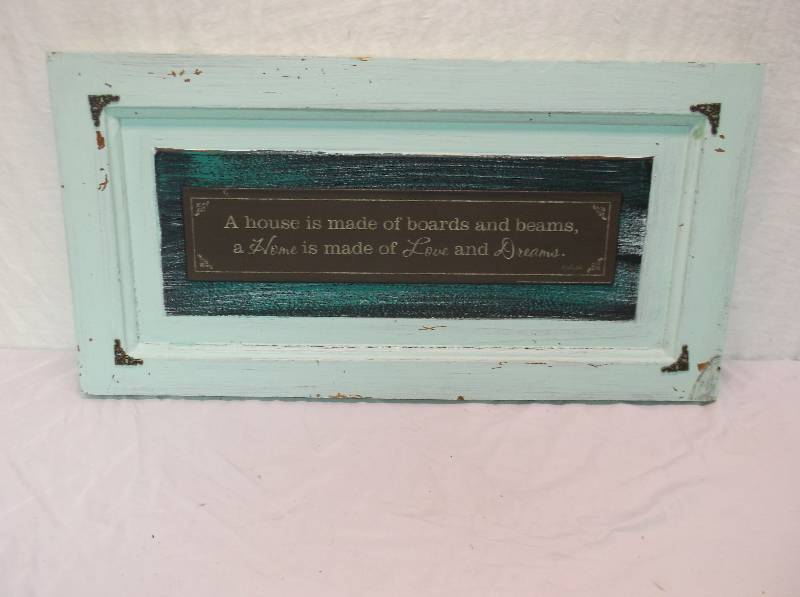 A house is made of boards and beams,
a Home is made of Love and Dreams.